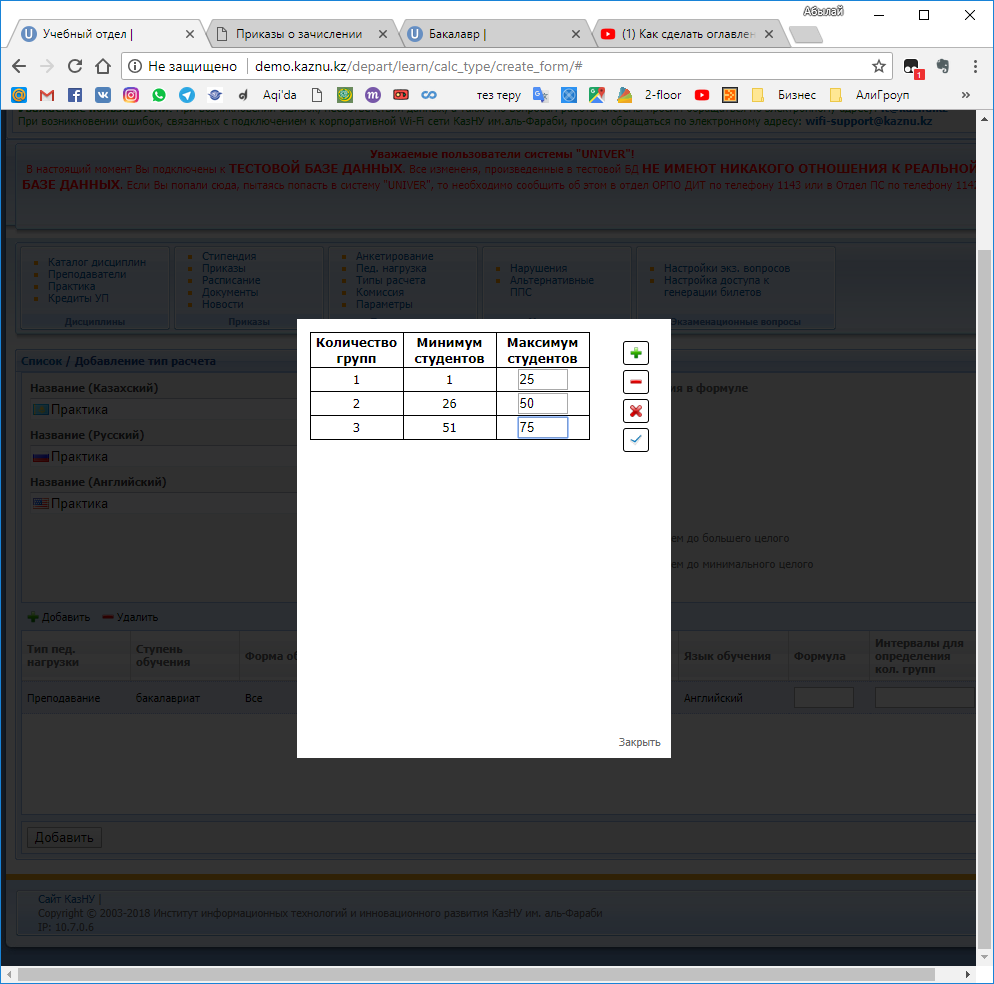 Абылай
Учебный отдел |
Приказы о зачислении
Бакалавр |
(1) Как сделать оглавлен
Не защищено
demo.kaznu.kz/depart/learn/calc_type/create_form/#
1
Aqi'da
тез теру
2-floor
Бизнес
АлиГроуп
»
При возникновении ошибок, связанных с подключением к корпоративной Wi-Fi сети КазНУ им.аль-Фараби, просим обращаться по электронному адресу: wifi-support@kaznu.kz
Уважаемые пользователи системы "UNIVER"!
В настоящий момент Вы подключены к ТЕСТОВОЙ БАЗЕ ДАННЫХ. Все измененя, произведенные в тестовой БД НЕ ИМЕЮТ НИКАКОГО ОТНОШЕНИЯ К РЕАЛЬНОЙ
БАЗЕ ДАННЫХ. Если Вы попали сюда, пытаясь попасть в систему "UNIVER", то необходимо сообщить об этом в отдел ОРПО ДИТ по телефону 1143 или в Отдел ПС по телефону
Каталог дисциплин
Преподаватели
Практика
Кредиты УП
Дисциплины
Стипендия
Приказы
Расписание
Документы
Новости
Приказы
Анкетирование
Пед. нагрузка
Типы расчета
Комиссия
Параметры
Нарушения
Альтернативные
ППС
Настройки экз. вопросов
Настройка доступа к
генерации билетов
Экзаменационные вопросы
Список / Добавление тип расчета
Название (Казахский)
Практика
Название (Русский)
Практика
Название (Английский)
Практика
я в формуле
ем до большего целого
ем до минимального целого
Количество
групп
Минимум
студентов
Максимум
студентов
1 1 25
2 26 50
3 51 75
Закрыть
Добавить Удалить
Тип пед.
нагрузки
Ступень
обучения
Форма об
Язык обучения
Формула
Интервалы для
определения
кол. групп
Преподавание бакалавриат Все Английский
Добавить
Сайт КазНУ |
Copyright © 2003-2018 Институт информационных технологий и инновационного развития КазНУ им. аль-Фараби
IP: 10.7.0.6